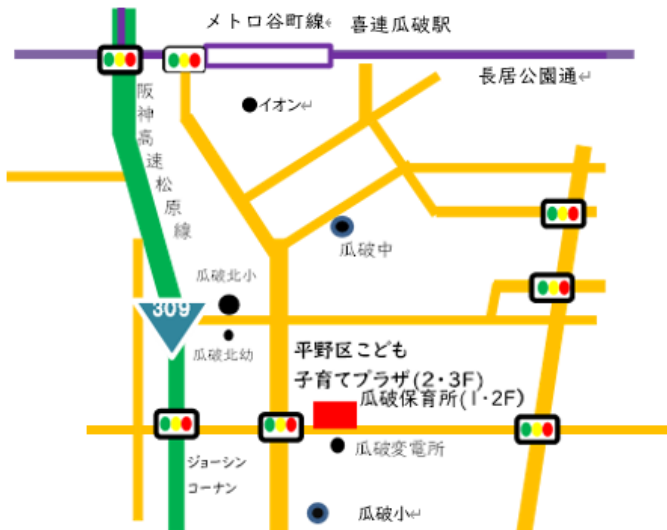 メトロ谷町線 喜連瓜破駅
長居公園通
イオン
阪神高速松原線
瓜破中
瓜破北小
309
瓜破北幼
平野区こども
子育てプラザ(2・3F)
瓜破保育所(1・2F)
瓜破変電所
ジョーシン
コーナン
瓜破小